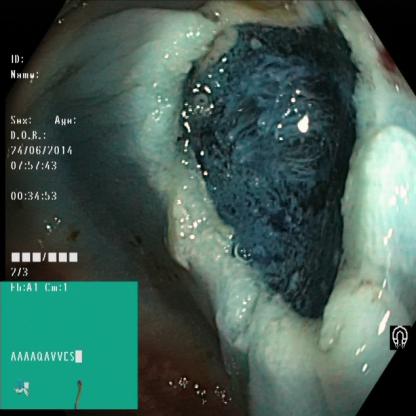 ID:
Name:
Sex: Age:
D.O.B.:
24/06/2014
07:57:43
00:34:53
■■■/■■■■
2/3
Eh:A1 Cm:1
AAAAQAVVCS